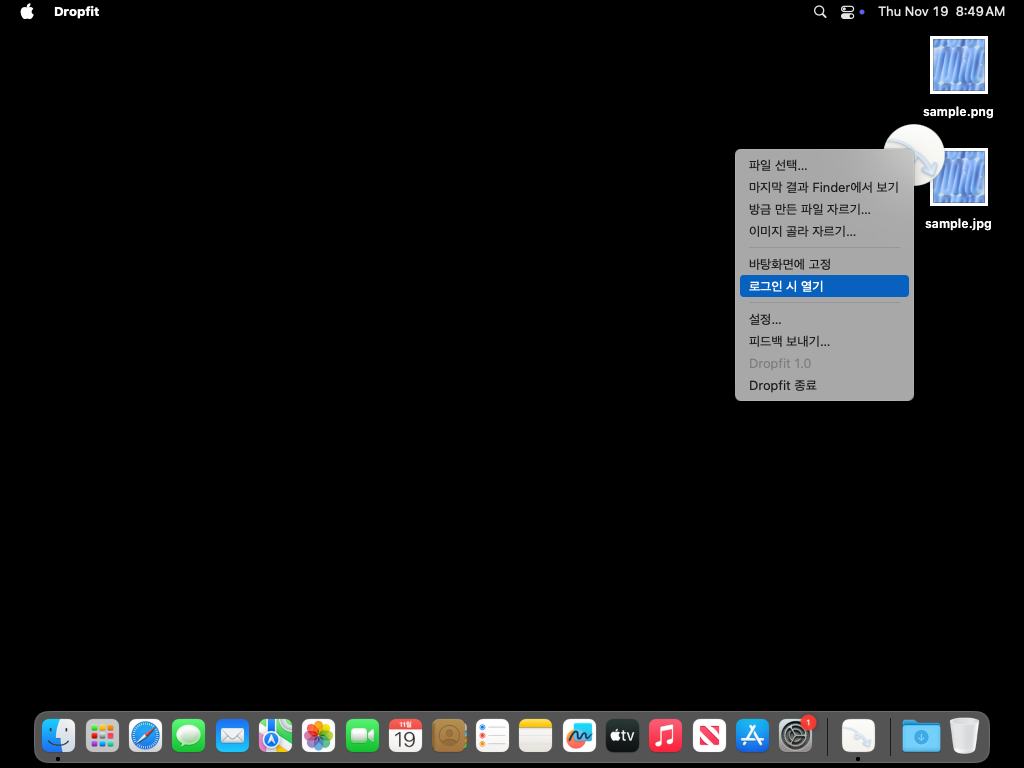 Dropfit
Thu Nov 19 8:49 AM
sample.png
sample.jpg
파일 선택...
마지막 결과 Finder에서 보기
방금 만든 파일 자르기...
이미지 골라 자르기...
바탕화면에 고정
로그인 시 열기
설정...
피드백 보내기...
Dropfit 1.0
Dropfit 종료
11월
19
tv
1